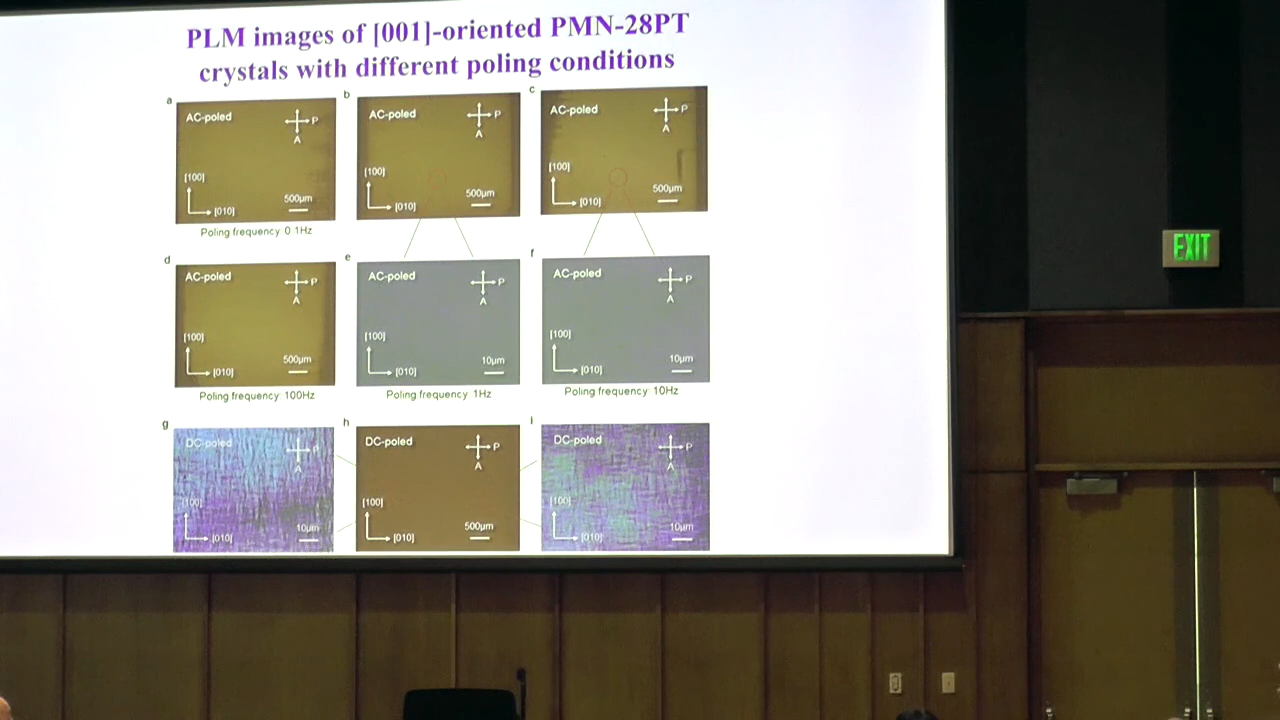 PLM images of [001]-oriented PMN-28PT
crystals with different poling conditions
a
AC-poled
P
A
[100]
[010]
500μm
Poling frequency 0 1Hz
b
AC-poled
P
A
[100]
[010]
500μm
c
AC-poled
P
A
[100]
[010]
500μm
d
AC-poled
P
A
[100]
[010]
500μm
Poling frequency 100Hz
e
AC-poled
P
A
[100]
[010]
10μm
Poling frequency 1Hz
f
AC-poled
P
A
[100]
[010]
10μm
Poling frequency 10Hz
g
DC-poled
P
A
[100]
[010]
10μm
h
DC-poled
P
A
[100]
[010]
500μm
i
DC-poled
P
A
[100]
[010]
10μm
EXIT